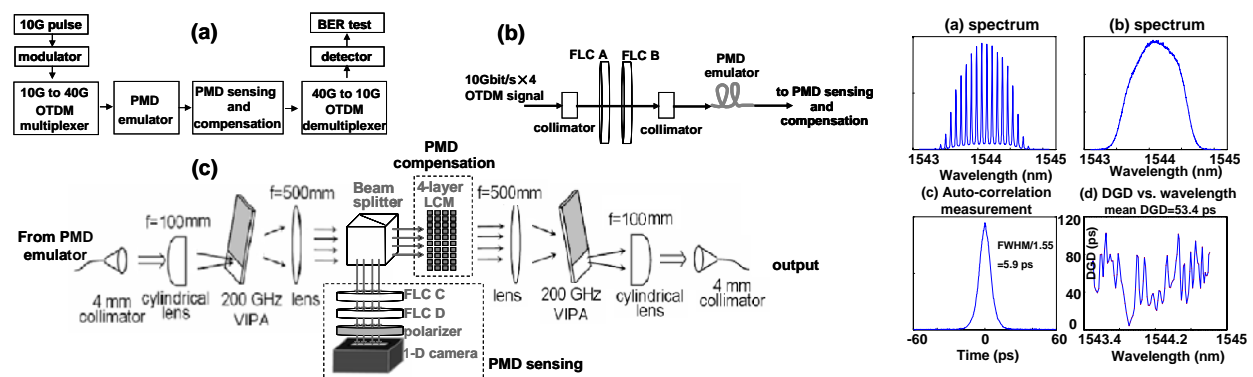 10G pulse
modulator
10G to 40G
OTDM
multiplexer
PMD
emulator
PMD sensing
and
compensation
BER test
detector
40G to 10G
OTDM
demultiplexer
(a)
(b)
FLC A
FLC B
10Gbit/s×4
OTDM signal
collimator
collimator
PMD
emulator
to PMD sensing
and
compensation
(c)
PMD
compensation
From PMD
emulator
4 mm
collimator
f=100mm
cylindrical
lens
200 GHz
VIPA
f=500mm
lens
Beam
splitter
4-layer
LCM
f=500mm
lens
200 GHz
VIPA
f=100mm
cylindrical
lens
4 mm
collimator
output
FLC C
FLC D
polarizer
1-D camera
PMD sensing
(a) spectrum
1543
1544
1545
Wavelength (nm)
(b) spectrum
1543
1544
1545
Wavelength (nm)
(c) Auto-correlation
measurement
FWHM/1.55
=5.9 ps
-60
0
60
Time (ps)
(d) DGD vs. wavelength
mean DGD=53.4 ps
DGD (ps)
120
80
40
0
1543.4
1544.2
1545
Wavelength (nm)